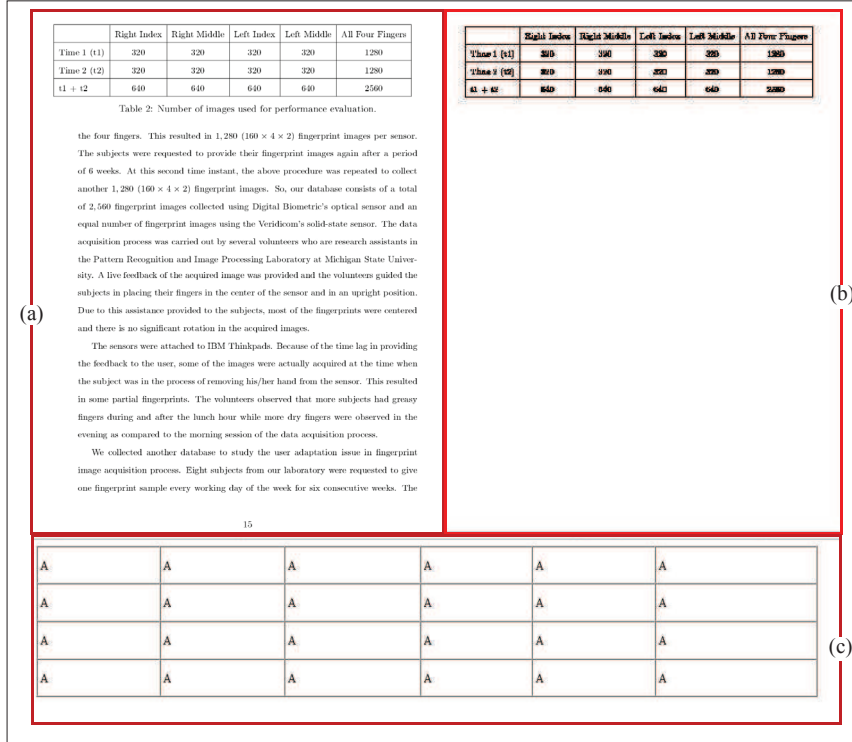 Right Index Right Middle Left Index Left Middle All Four Fingers
Time 1 (t1) 320 320 320 320 1280
Time 2 (t2) 320 320 320 320 1280
t1 + t2 640 640 640 640 2560
Table 2: Number of images used for performance evaluation.
the four fingers. This resulted in 1,280 (160 × 4 × 2) fingerprint images per sensor.
The subjects were requested to provide their fingerprint images again after a period
of 6 weeks. At this second time instant, the above procedure was repeated to collect
another 1,280 (160 × 4 × 2) fingerprint images. So, our database consists of a total
of 2,560 fingerprint images collected using Digital Biometric's optical sensor and an
equal number of fingerprint images using the Veridicom's solid-state sensor. The data
acquisition process was carried out by several volunteers who are research assistants in
the Pattern Recognition and Image Processing Laboratory at Michigan State Univer-
sity. A live feedback of the acquired image was provided and the volunteers guided the
subjects in placing their fingers in the center of the sensor and in an upright position.
Due to this assistance provided to the subjects, most of the fingerprints were centered
and there is no significant rotation in the acquired images.
The sensors were attached to IBM Thinkpads. Because of the time lag in providing
the feedback to the user, some of the images were actually acquired at the time when
the subject was in the process of removing his/her hand from the sensor. This resulted
in some partial fingerprints. The volunteers observed that more subjects had greasy
fingers during and after the lunch hour while more dry fingers were observed in the
evening as compared to the morning session of the data acquisition process.
We collected another database to study the user adaptation issue in fingerprint
image acquisition process. Eight subjects from our laboratory were requested to give
one fingerprint sample every working day of the week for six consecutive weeks. The
15
(a)
Right Index Right Middle Left Index Left Middle All Four Fingers
Time 1 (t1) 320 320 320 320 1280
Time 2 (t2) 320 320 320 320 1280
t1 + t2 640 640 640 640 2560
(b)
A A A A A A
A A A A A A
A A A A A A
A A A A A A
(c)